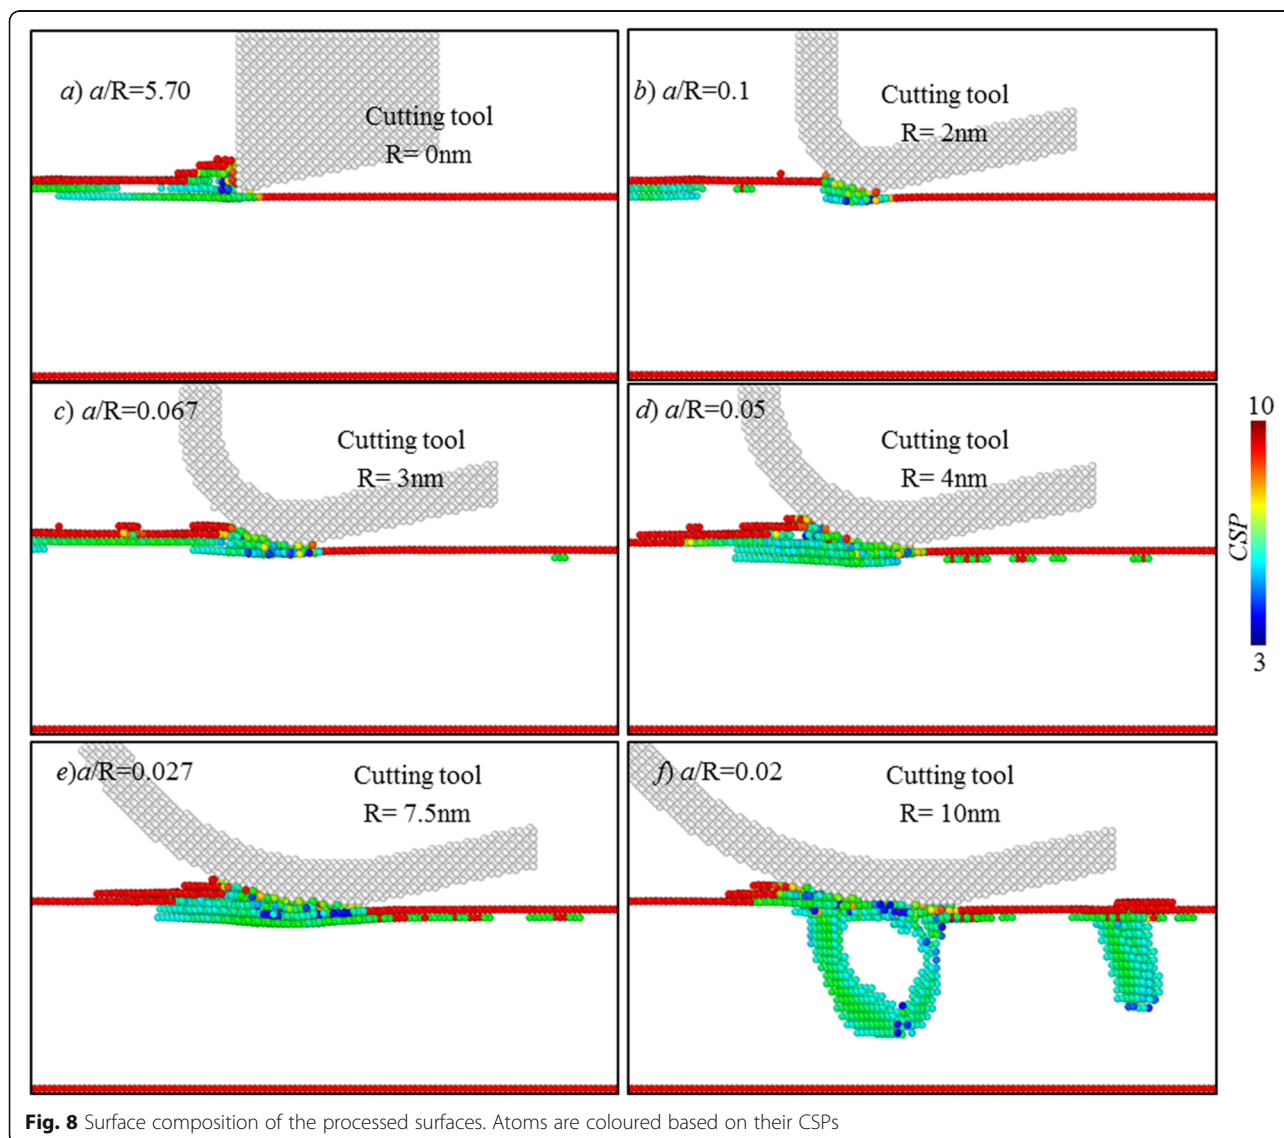 a) a/R=5.70
Cutting tool
R= 0nm
b) a/R=0.1
Cutting tool
R= 2nm
c) a/R=0.067
Cutting tool
R= 3nm
d) a/R=0.05
Cutting tool
R= 4nm
10
CSP
3
e)a/R=0.027
Cutting tool
R= 7.5nm
f) a/R=0.02
Cutting tool
R= 10nm
Fig. 8 Surface composition of the processed surfaces. Atoms are coloured based on their CSPs